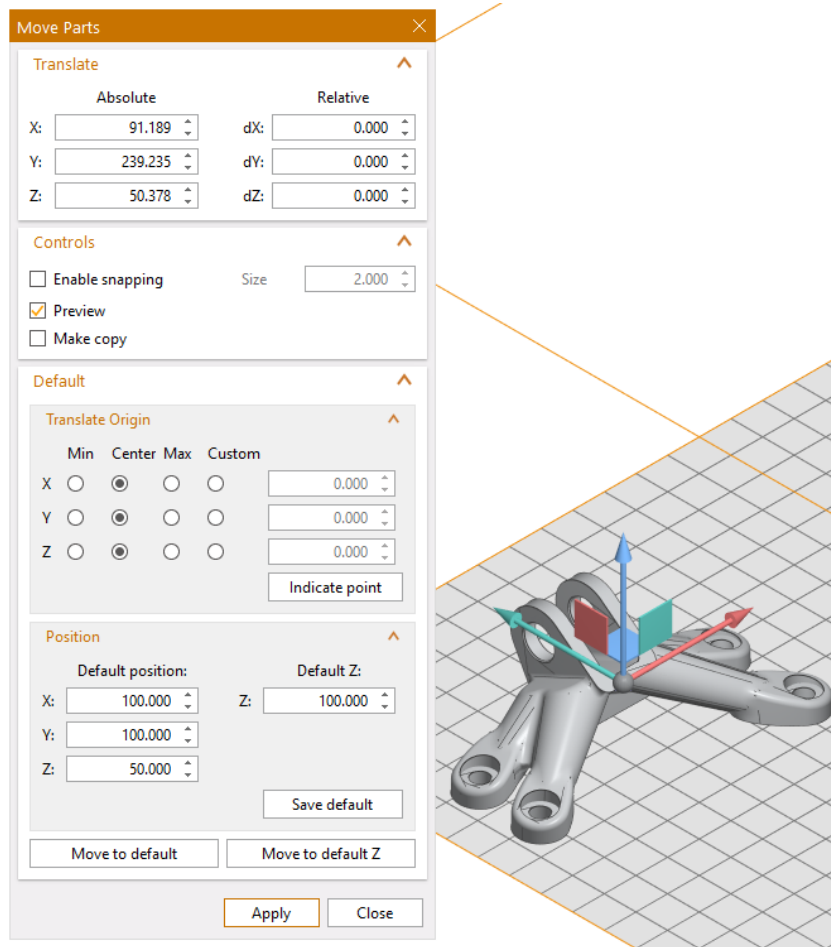 Move Parts
Translate
Absolute Relative
X: 91.189 dX: 0.000
Y: 239.235 dY: 0.000
Z: 50.378 dZ: 0.000
Controls
Enable snapping Size 2.000
Preview
Make copy
Default
Translate Origin
Min Center Max Custom
X 0.000
Y 0.000
Z 0.000
Indicate point
Position
Default position: Default Z:
X: 100.000 Z: 100.000
Y: 100.000
Z: 50.000
Save default
Move to default Move to default Z
Apply Close